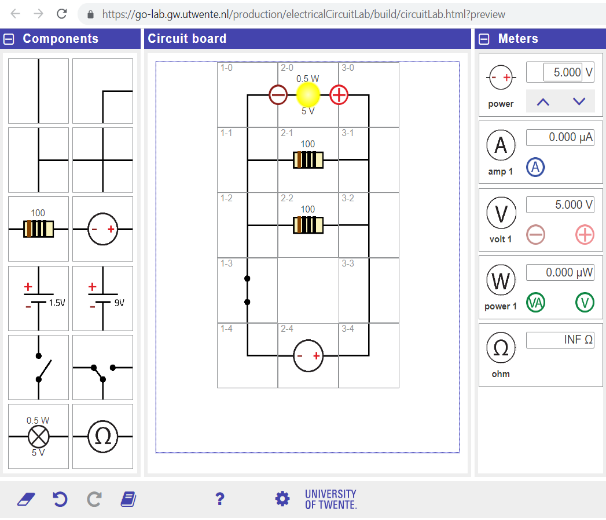 https://go-lab.gw.utwente.nl/production/electricalCircuitLab/build/circuitLab.html?preview
Components
Circuit board
Meters
100
+
-
1.5V
+
-
9V
0.5 W
5 V
Ω
- +
1-0
2-0
3-0
0.5 W
5 V
1-1
2-1
3-1
100
1-2
2-2
3-2
100
1-3
3-3
1-4
2-4
3-4
- +
- +
5.000 V
power
A
0.000 µA
amp 1
A
V
5.000 V
volt 1
W
0.000 µW
power 1
VA
V
Ω
INF Ω
ohm
?
UNIVERSITY
OF TWENTE.